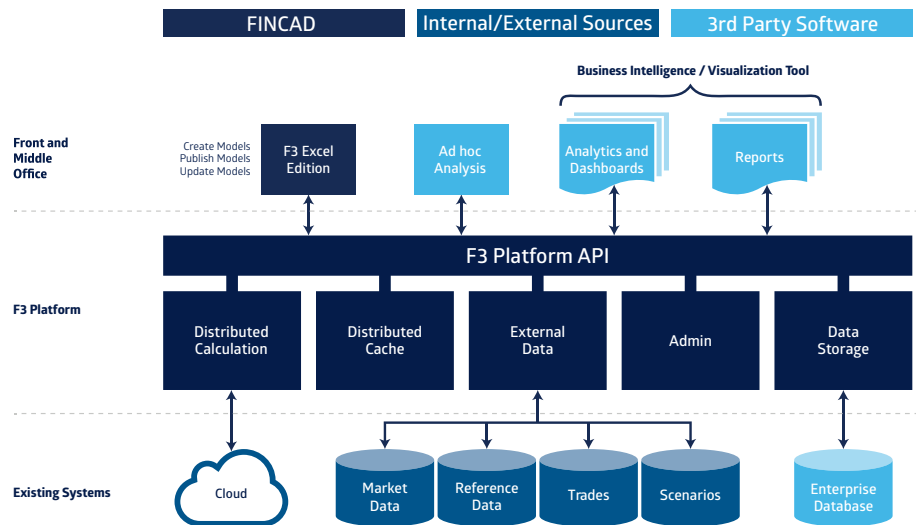 FINCAD
Internal/External Sources
3rd Party Software
Business Intelligence / Visualization Tool
Front and
Middle
Office
Create Models
Publish Models
Update Models
F3 Excel
Edition
Ad hoc
Analysis
Analytics and
Dashboards
Reports
F3 Platform API
F3 Platform
Distributed
Calculation
Distributed
Cache
External
Data
Admin
Data
Storage
Existing Systems
Cloud
Market
Data
Reference
Data
Trades
Scenarios
Enterprise
Database